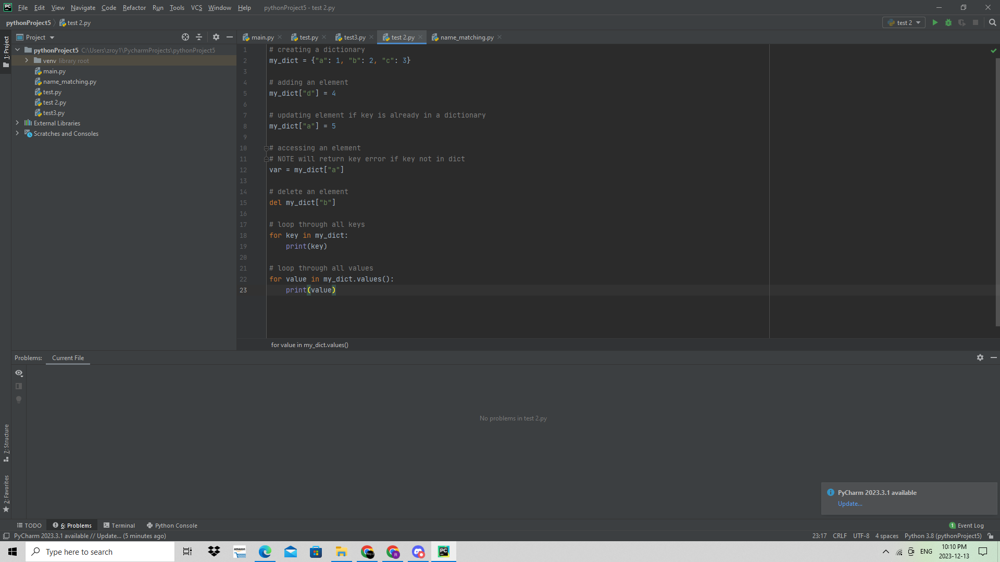 PC File Edit View Navigate Code Refactor Run Tools VCS Window Help pythonProject5 - test 2.py
pythonProject5 test 2.py
test 2
1: Project
Project
main.py test.py test3.py test 2.py name_matching.py
pythonProject5 C:\Users\zroy1\PycharmProjects\pythonProject5
venv library root
main.py
name_matching.py
test.py
test 2.py
test3.py
External Libraries
Scratches and Consoles
1 # creating a dictionary
2 my_dict = {"a": 1, "b": 2, "c": 3}
3
4 # adding an element
5 my_dict["d"] = 4
6
7 # updating element if key is already in a dictionary
8 my_dict["a"] = 5
9
10 # accessing an element
11 # NOTE will return key error if key not in dict
12 var = my_dict["a"]
13
14 # delete an element
15 del my_dict["b"]
16
17 # loop through all keys
18 for key in my_dict:
19     print(key)
20
21 # loop through all values
22 for value in my_dict.values():
23     print(value)
for value in my_dict.values()
Problems: Current File
No problems in test 2.py
7: Structure
2: Favorites
PyCharm 2023.3.1 available
Update...
TODO 6: Problems Terminal Python Console 1 Event Log
PyCharm 2023.3.1 available // Update... (5 minutes ago) 23:17 CRLF UTF-8 4 spaces Python 3.8 (pythonProject5)
Type here to search
amazon
R
PC
ENG
10:10 PM
2023-12-13